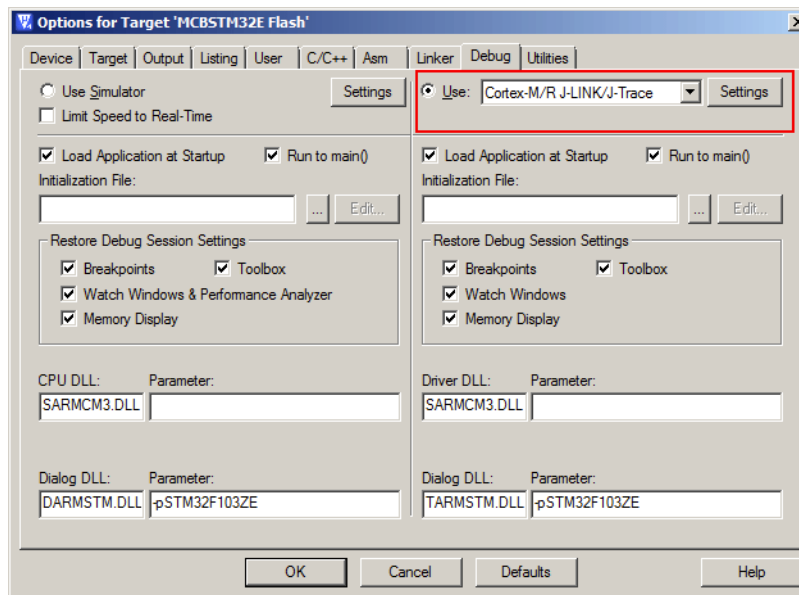 Options for Target 'MCBSTM32E Flash'
Device Target Output Listing User C/C++ Asm Linker Debug Utilities
Use Simulator Settings
Limit Speed to Real-Time
Use: Cortex-M/R J-LINK/J-Trace Settings
Load Application at Startup Run to main()
Initialization File:
... Edit...
Restore Debug Session Settings
Breakpoints Toolbox
Watch Windows & Performance Analyzer
Memory Display
CPU DLL: Parameter:
SARMCM3.DLL
Dialog DLL: Parameter:
DARMSTM.DLL -pSTM32F103ZE
Load Application at Startup Run to main()
Initialization File:
... Edit...
Restore Debug Session Settings
Breakpoints Toolbox
Watch Windows
Memory Display
Driver DLL: Parameter:
SARMCM3.DLL
Dialog DLL: Parameter:
TARMSTM.DLL -pSTM32F103ZE
OK Cancel Defaults Help